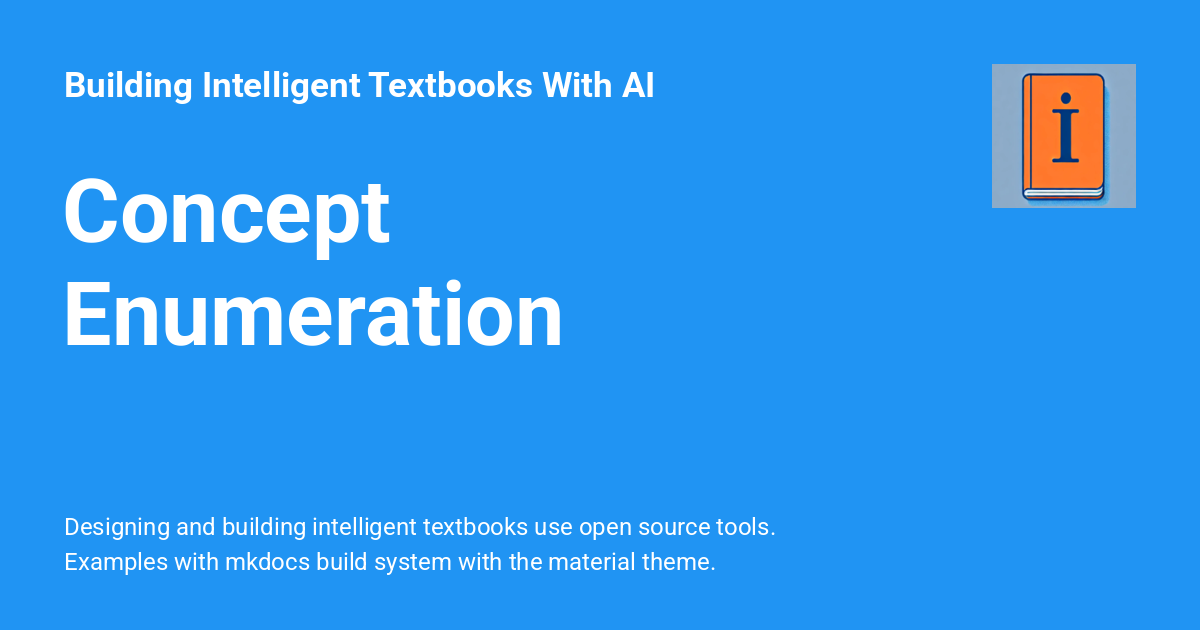 Building Intelligent Textbooks With AI
i
Concept
Enumeration
Designing and building intelligent textbooks use open source tools.
Examples with mkdocs build system with the material theme.